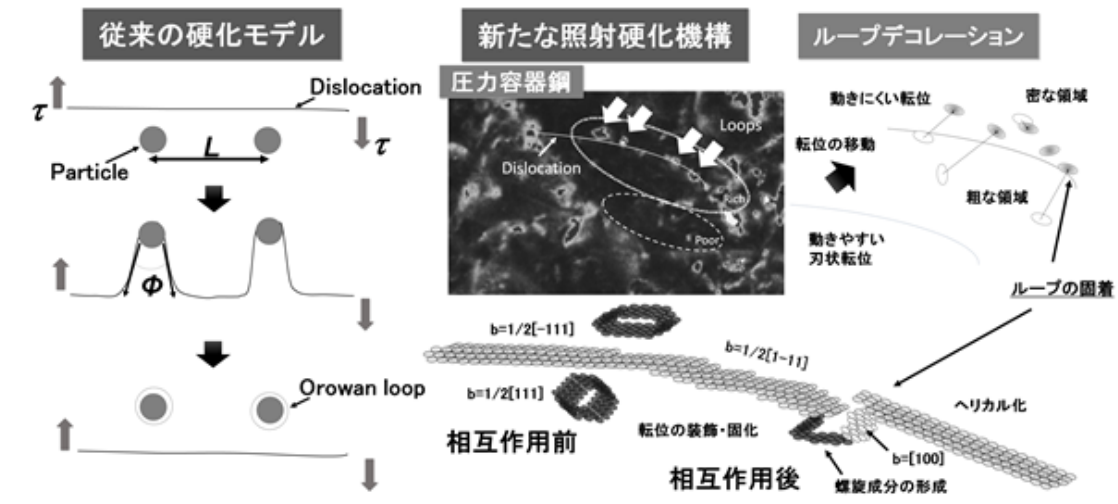 従来の硬化モデル
Dislocation
τ
τ
Particle
L
Φ
Orowan loop
新たな照射硬化機構
圧力容器鋼
Loops
Dislocation
Rich
Poor
b=1/2[-111]
b=1/2[1-11]
b=1/2[111]
相互作用前
転位の装飾・固化
相互作用後
ヘリカル化
b=[100]
螺旋成分の形成
ループデコレーション
動きにくい転位
密な領域
転位の移動
粗な領域
動きやすい
刃状転位
ループの固着